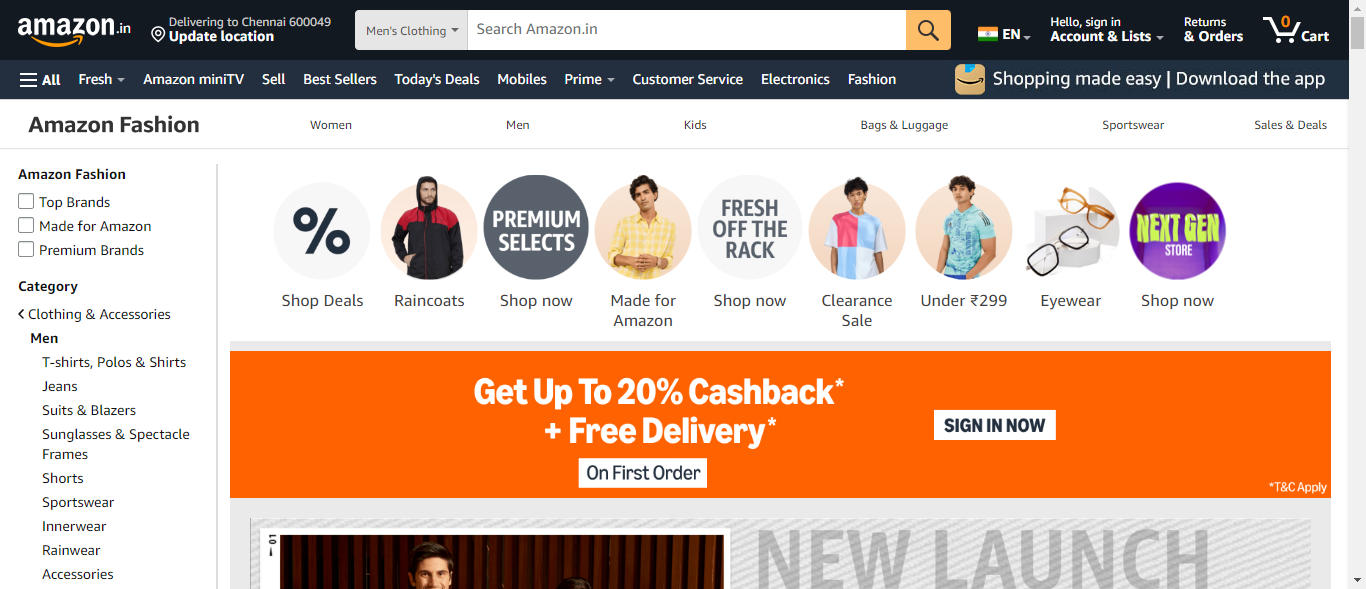 amazon.in
Delivering to Chennai 600049
Update location
Men's Clothing
Search Amazon.in
EN
Hello, sign in
Account & Lists
Returns
& Orders
0
Cart
All
Fresh
Amazon miniTV
Sell
Best Sellers
Today's Deals
Mobiles
Prime
Customer Service
Electronics
Fashion
Shopping made easy | Download the app
Amazon Fashion
Women
Men
Kids
Bags & Luggage
Sportswear
Sales & Deals
Amazon Fashion
Top Brands
Made for Amazon
Premium Brands
Category
Clothing & Accessories
Men
T-shirts, Polos & Shirts
Jeans
Suits & Blazers
Sunglasses & Spectacle
Frames
Shorts
Sportswear
Innerwear
Rainwear
Accessories
%
Shop Deals
Raincoats
PREMIUM
SELECTS
Shop now
Made for
Amazon
FRESH
OFF THE
RACK
Shop now
Clearance
Sale
Under ₹299
Eyewear
NEXT GEN
STORE
Shop now
Get Up To 20% Cashback*
+ Free Delivery*
On First Order
SIGN IN NOW
*T&C Apply
01
NEW LAUNCH